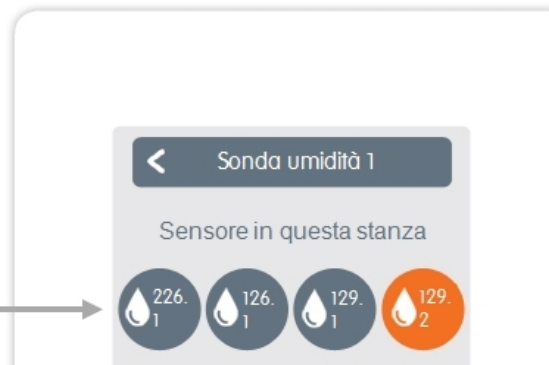 Sonda umidità 1
Sensore in questa stanza
226. 126. 129. 129.
1 1 1 2